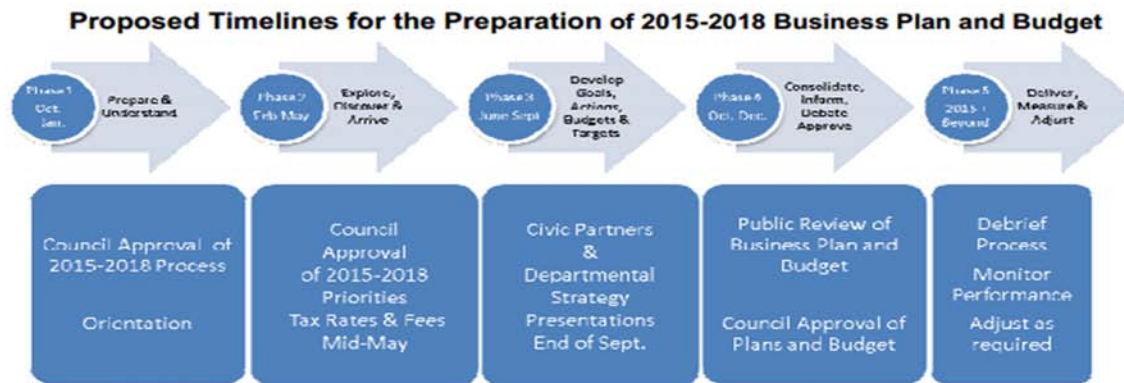 Proposed Timelines for the Preparation of 2015-2018 Business Plan and Budget
Phase 1
Oct.
Jan.
Prepare &
Understand
Phase 2
Feb May
Explore,
Discover &
Arrive
Phase 3
June Sept
Develop
Goals,
Actions,
Budgets &
Targets
Phase 4
Oct. Dec.
Consolidate,
Inform,
Debate
Approve
Phase 5
2015
Beyond
Deliver,
Measure &
Adjust
Council Approval of
2015-2018 Process
Orientation
Council
Approval
of 2015-2018
Priorities
Tax Rates & Fees
Mid-May
Civic Partners
&
Departmental
Strategy
Presentations
End of Sept.
Public Review of
Business Plan and
Budget
Council Approval of
Plans and Budget
Debrief
Process
Monitor
Performance
Adjust as
required